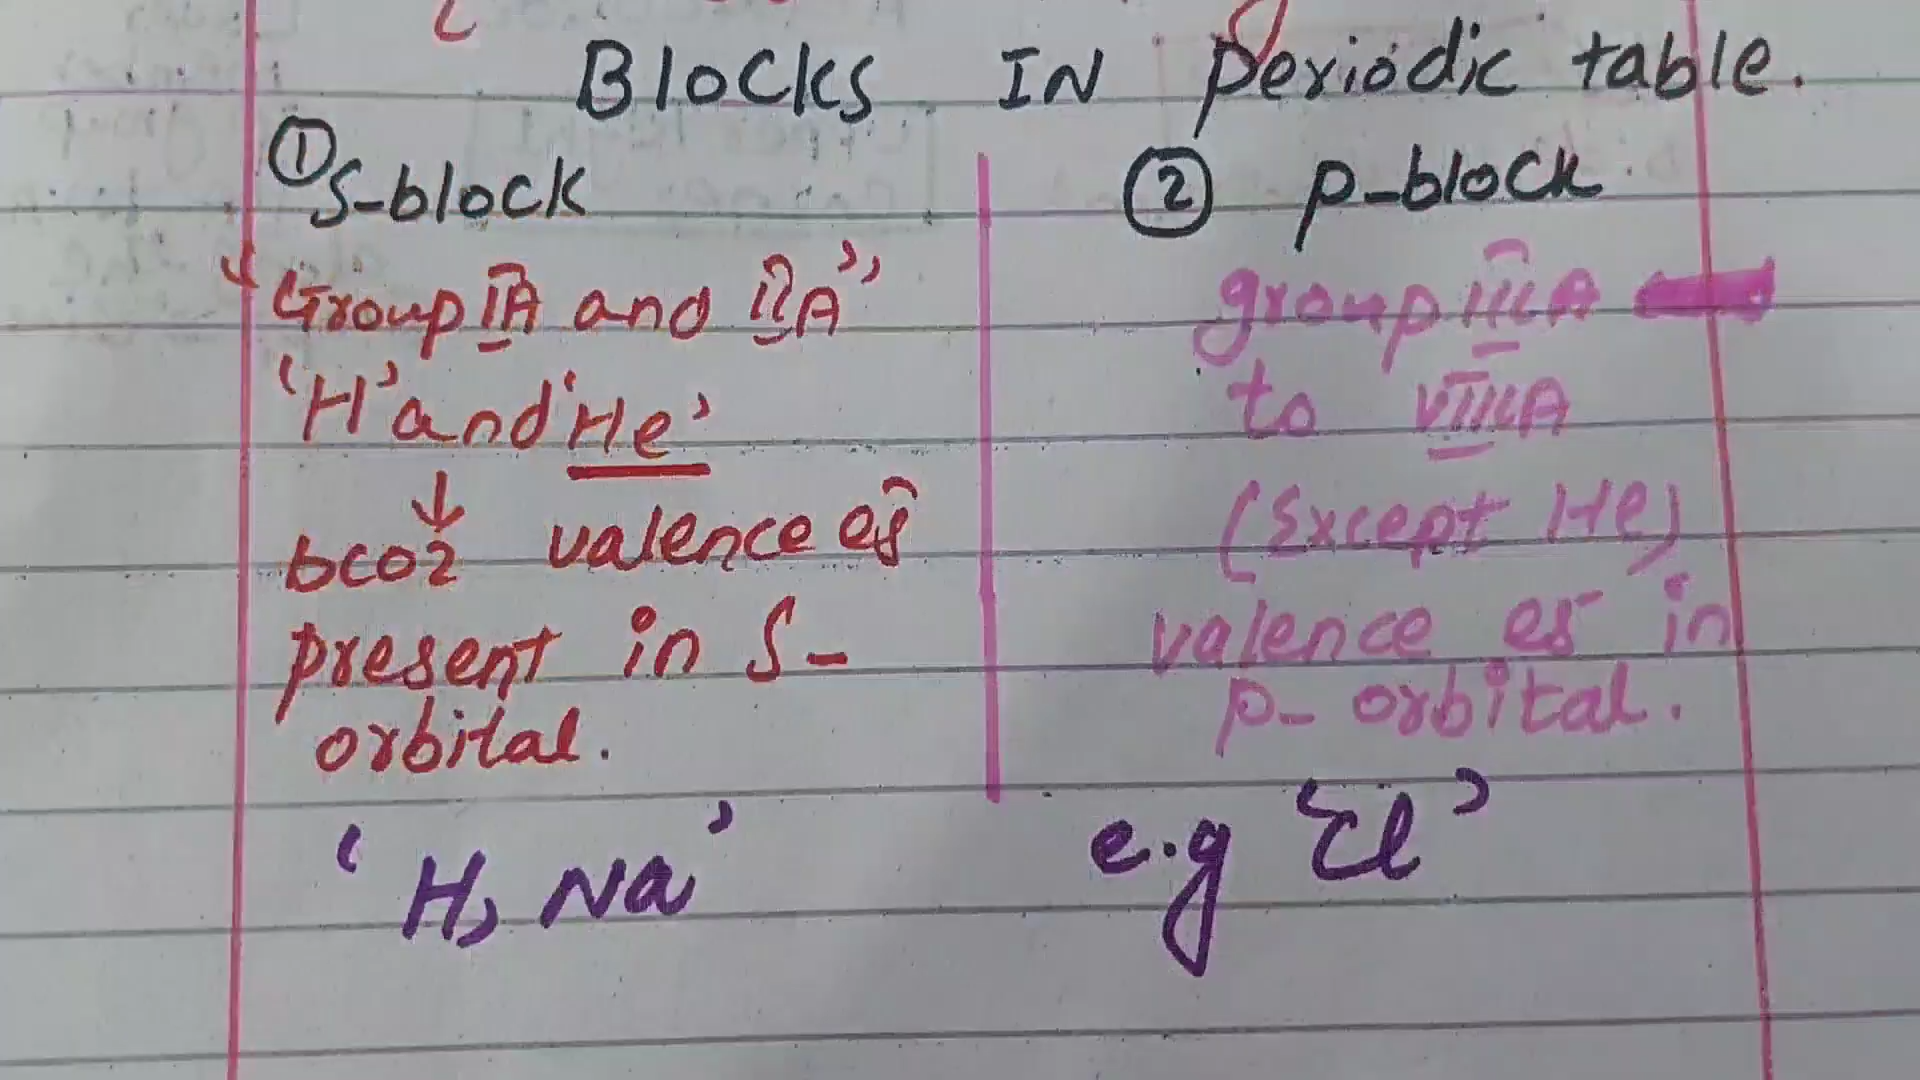 Blocks IN periodic table.
① S-block
Group IA and IIA"
'H' and 'He'
↓
bcoz valence es
present in S-
orbital.
'H, Na'
② p-block
group IIIA
to VIIIA
(Except He)
valence es in
p- orbital.
e.g 'Cl'